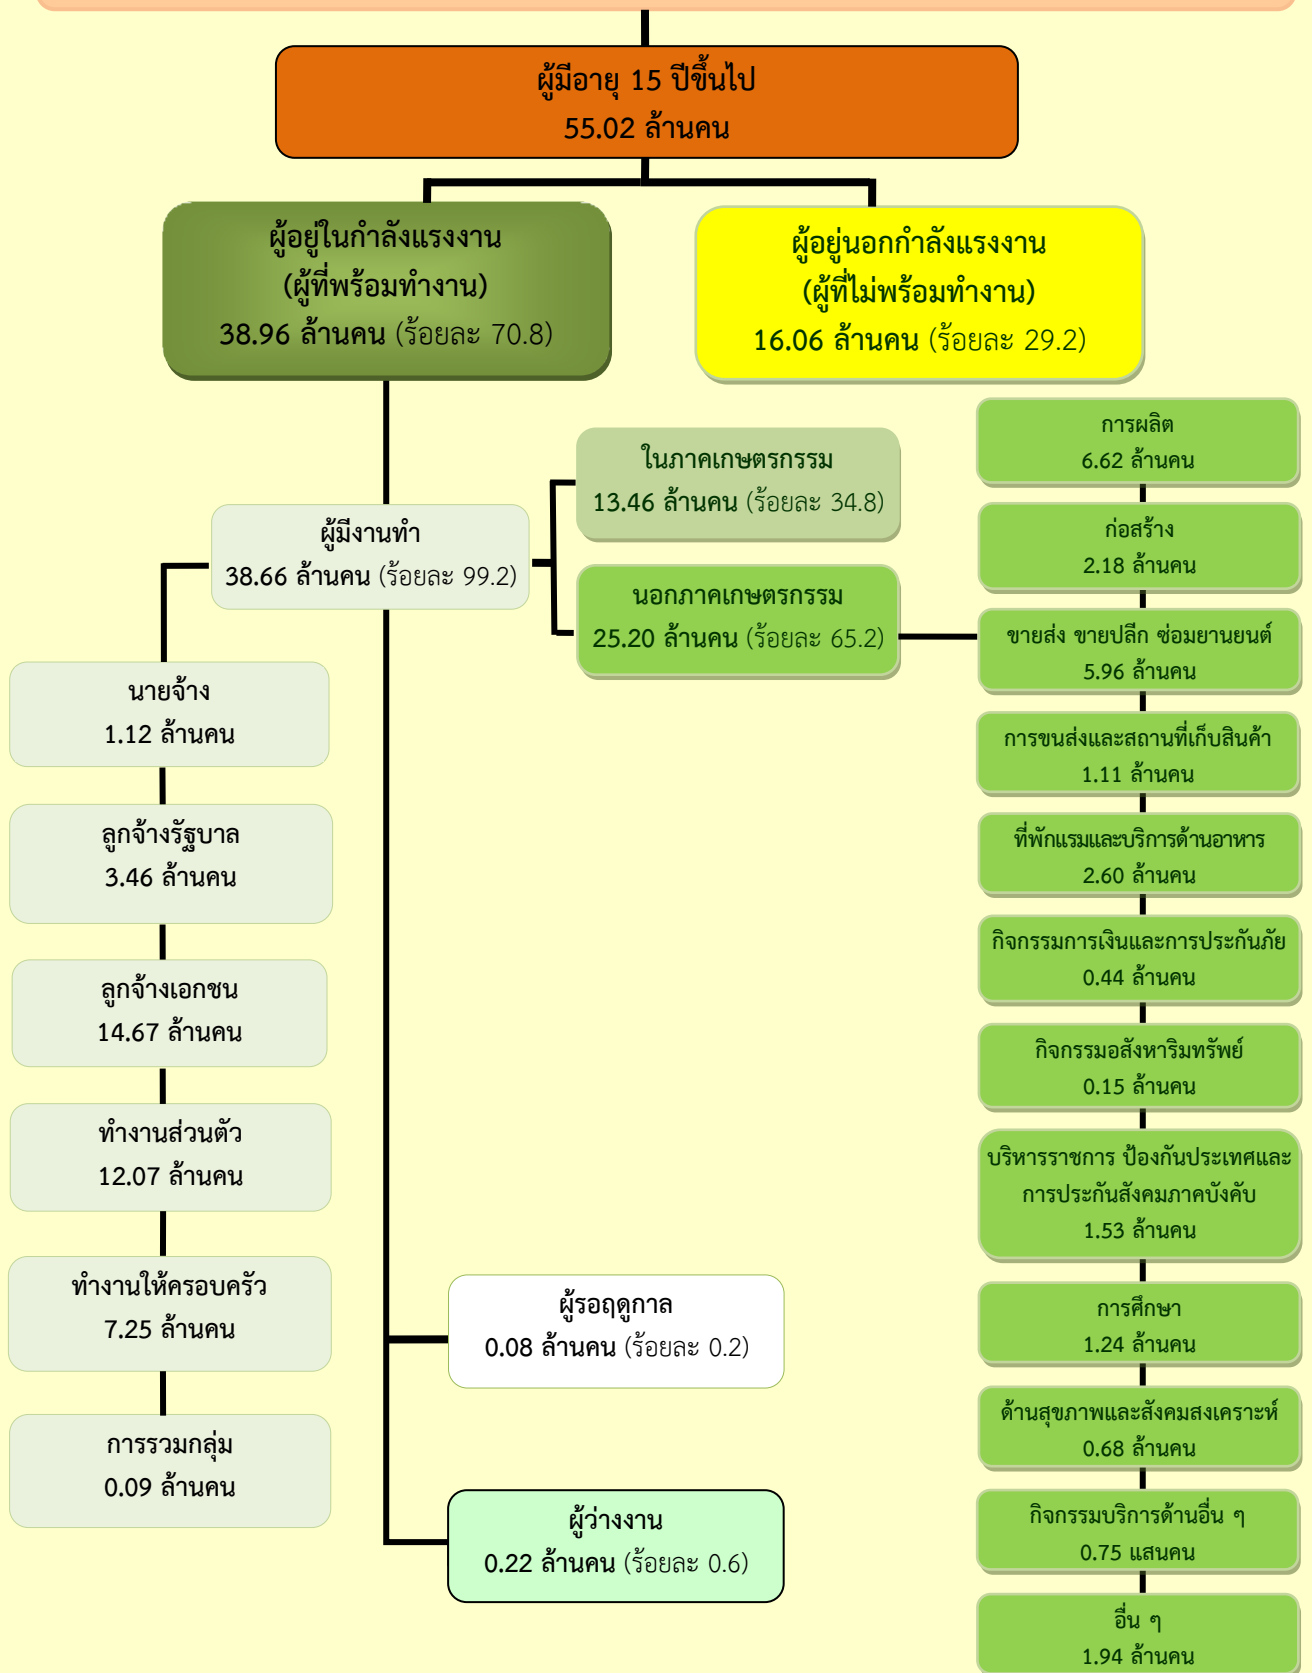 ผู้มีอายุ 15 ปีขึ้นไป
55.02 ล้านคน
ผู้อยู่ในกำลังแรงงาน
(ผู้ที่พร้อมทำงาน)
38.96 ล้านคน (ร้อยละ 70.8)
ผู้อยู่นอกกำลังแรงงาน
(ผู้ที่ไม่พร้อมทำงาน)
16.06 ล้านคน (ร้อยละ 29.2)
ผู้มีงานทำ
38.66 ล้านคน (ร้อยละ 99.2)
ในภาคเกษตรกรรม
13.46 ล้านคน (ร้อยละ 34.8)
นอกภาคเกษตรกรรม
25.20 ล้านคน (ร้อยละ 65.2)
นายจ้าง
1.12 ล้านคน
ลูกจ้างรัฐบาล
3.46 ล้านคน
ลูกจ้างเอกชน
14.67 ล้านคน
ทำงานส่วนตัว
12.07 ล้านคน
ทำงานให้ครอบครัว
7.25 ล้านคน
การรวมกลุ่ม
0.09 ล้านคน
ผู้รอฤดูกาล
0.08 ล้านคน (ร้อยละ 0.2)
ผู้ว่างงาน
0.22 ล้านคน (ร้อยละ 0.6)
การผลิต
6.62 ล้านคน
ก่อสร้าง
2.18 ล้านคน
ขายส่ง ขายปลีก ซ่อมยานยนต์
5.96 ล้านคน
การขนส่งและสถานที่เก็บสินค้า
1.11 ล้านคน
ที่พักแรมและบริการด้านอาหาร
2.60 ล้านคน
กิจกรรมการเงินและการประกันภัย
0.44 ล้านคน
กิจกรรมอสังหาริมทรัพย์
0.15 ล้านคน
บริหารราชการ ป้องกันประเทศและ
การประกันสังคมภาคบังคับ
1.53 ล้านคน
การศึกษา
1.24 ล้านคน
ด้านสุขภาพและสังคมสงเคราะห์
0.68 ล้านคน
กิจกรรมบริการด้านอื่น ๆ
0.75 แสนคน
อื่น ๆ
1.94 ล้านคน